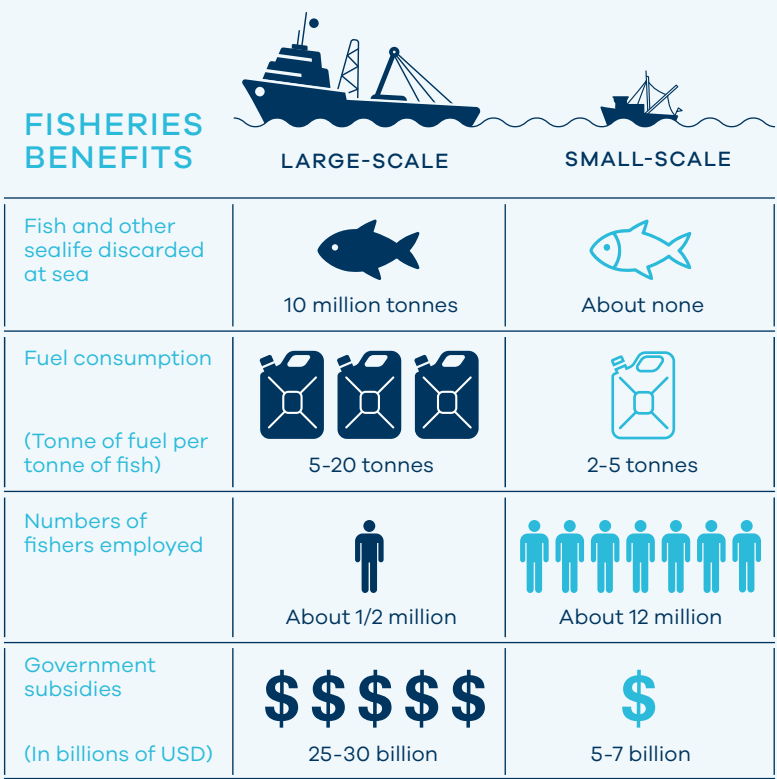 FISHERIES
BENEFITS
LARGE-SCALE
SMALL-SCALE
Fish and other
sealife discarded
at sea
10 million tonnes
About none
Fuel consumption
(Tonne of fuel per
tonne of fish)
5-20 tonnes
2-5 tonnes
Numbers of
fishers employed
About 1/2 million
About 12 million
Government
subsidies
(In billions of USD)
$ $ $ $ $
25-30 billion
$
5-7 billion